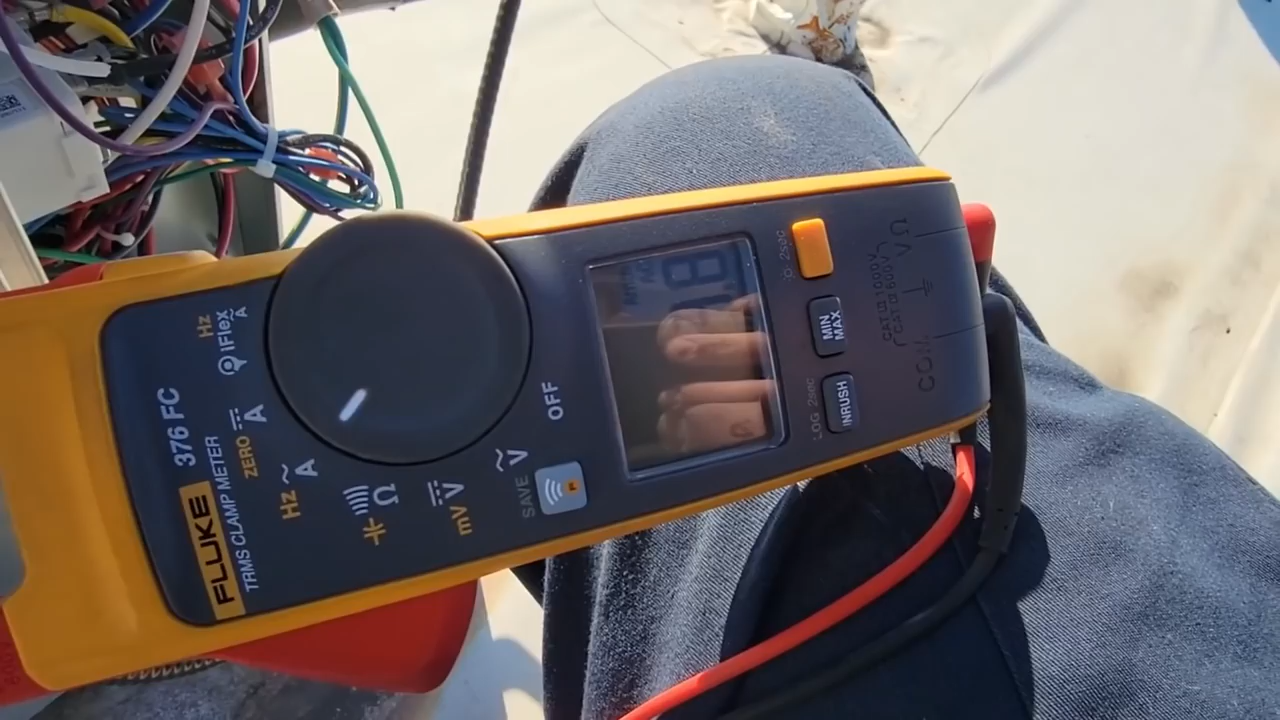 FLUKE
376 FC
TRMS CLAMP METER
Hz
iFlex
A
ZERO
A
Hz
A
Ω
V
mV
V
OFF
SAVE
MIN
MAX
INRUSH
LOG 2sec
2sec
CAT III 1000V
CAT IV 600V
VΩ
COM